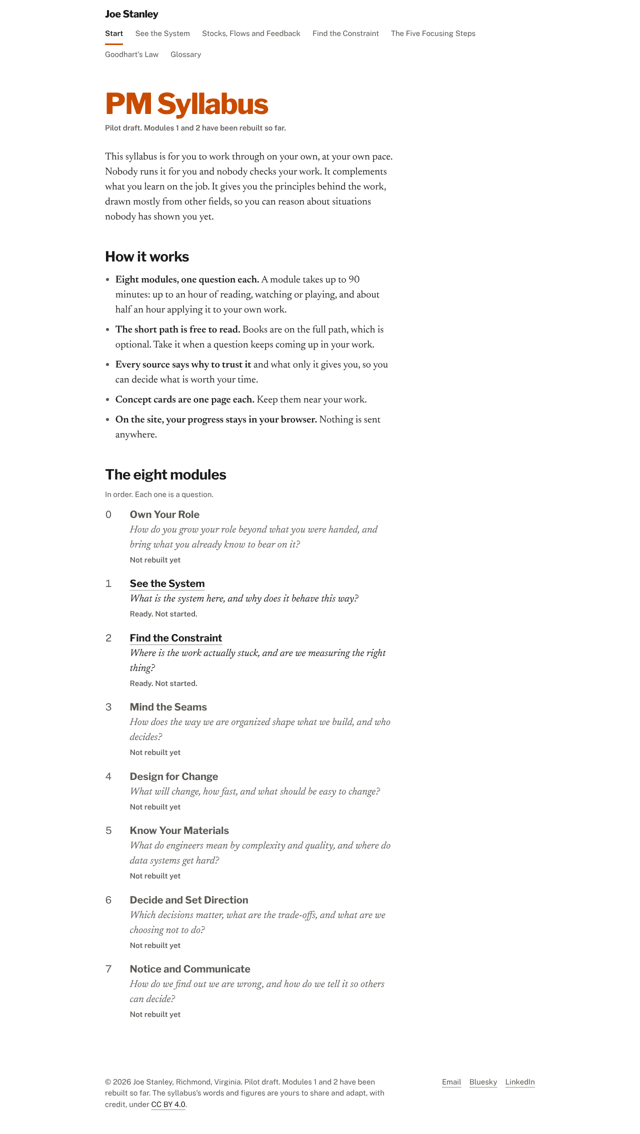 Joe Stanley
Start See the System Stocks, Flows and Feedback Find the Constraint The Five Focusing Steps
Goodhart's Law Glossary
PM Syllabus
Pilot draft. Modules 1 and 2 have been rebuilt so far.
This syllabus is for you to work through on your own, at your own pace.
Nobody runs it for you and nobody checks your work. It complements
what you learn on the job. It gives you the principles behind the work,
drawn mostly from other fields, so you can reason about situations
nobody has shown you yet.
How it works
• Eight modules, one question each. A module takes up to 90
minutes: up to an hour of reading, watching or playing, and about
half an hour applying it to your own work.
• The short path is free to read. Books are on the full path, which is
optional. Take it when a question keeps coming up in your work.
• Every source says why to trust it and what only it gives you, so you
can decide what is worth your time.
• Concept cards are one page each. Keep them near your work.
• On the site, your progress stays in your browser. Nothing is sent
anywhere.
The eight modules
In order. Each one is a question.
0 Own Your Role
How do you grow your role beyond what you were handed, and
bring what you already know to bear on it?
Not rebuilt yet
1 See the System
What is the system here, and why does it behave this way?
Ready. Not started.
2 Find the Constraint
Where is the work actually stuck, and are we measuring the right
thing?
Ready. Not started.
3 Mind the Seams
How does the way we are organized shape what we build, and who
decides?
Not rebuilt yet
4 Design for Change
What will change, how fast, and what should be easy to change?
Not rebuilt yet
5 Know Your Materials
What do engineers mean by complexity and quality, and where do
data systems get hard?
Not rebuilt yet
6 Decide and Set Direction
Which decisions matter, what are the trade-offs, and what are we
choosing not to do?
Not rebuilt yet
7 Notice and Communicate
How do we find out we are wrong, and how do we tell it so others
can decide?
Not rebuilt yet
© 2026 Joe Stanley, Richmond, Virginia. Pilot draft. Modules 1 and 2 have been
rebuilt so far. The syllabus's words and figures are yours to share and adapt, with
credit, under CC BY 4.0.
Email Bluesky LinkedIn